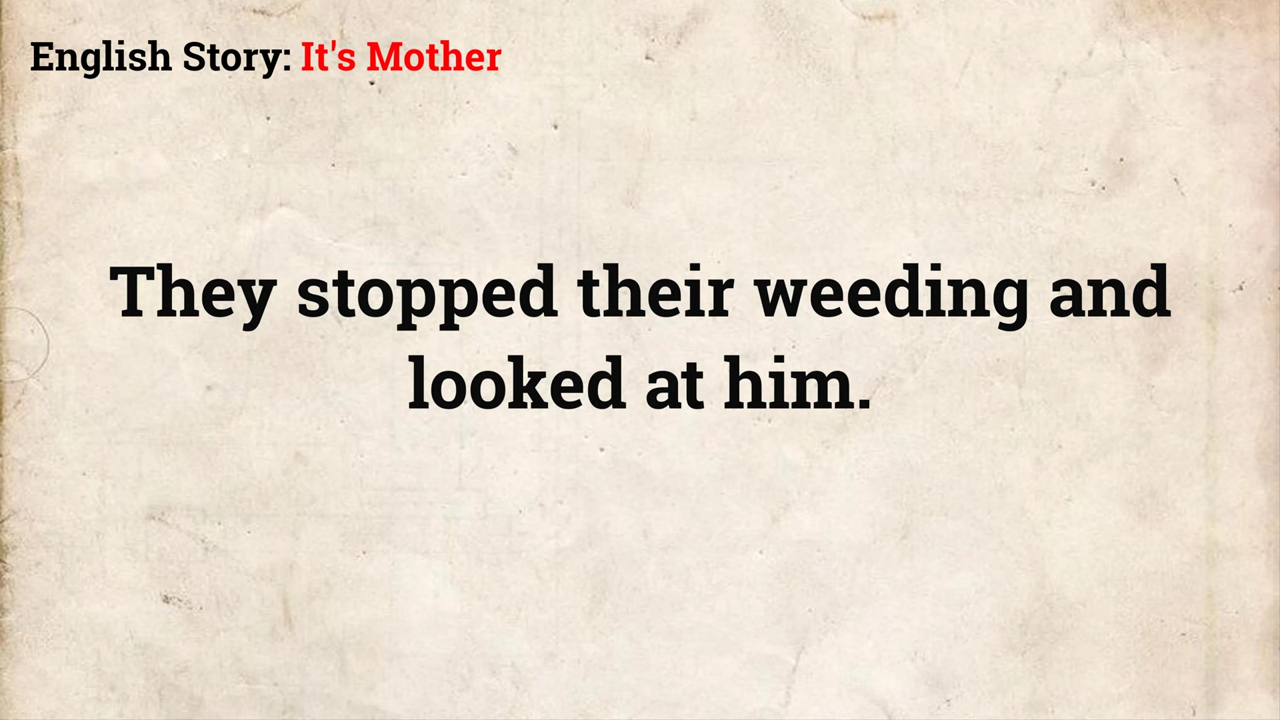 English Story: It's Mother
They stopped their weeding and
looked at him.